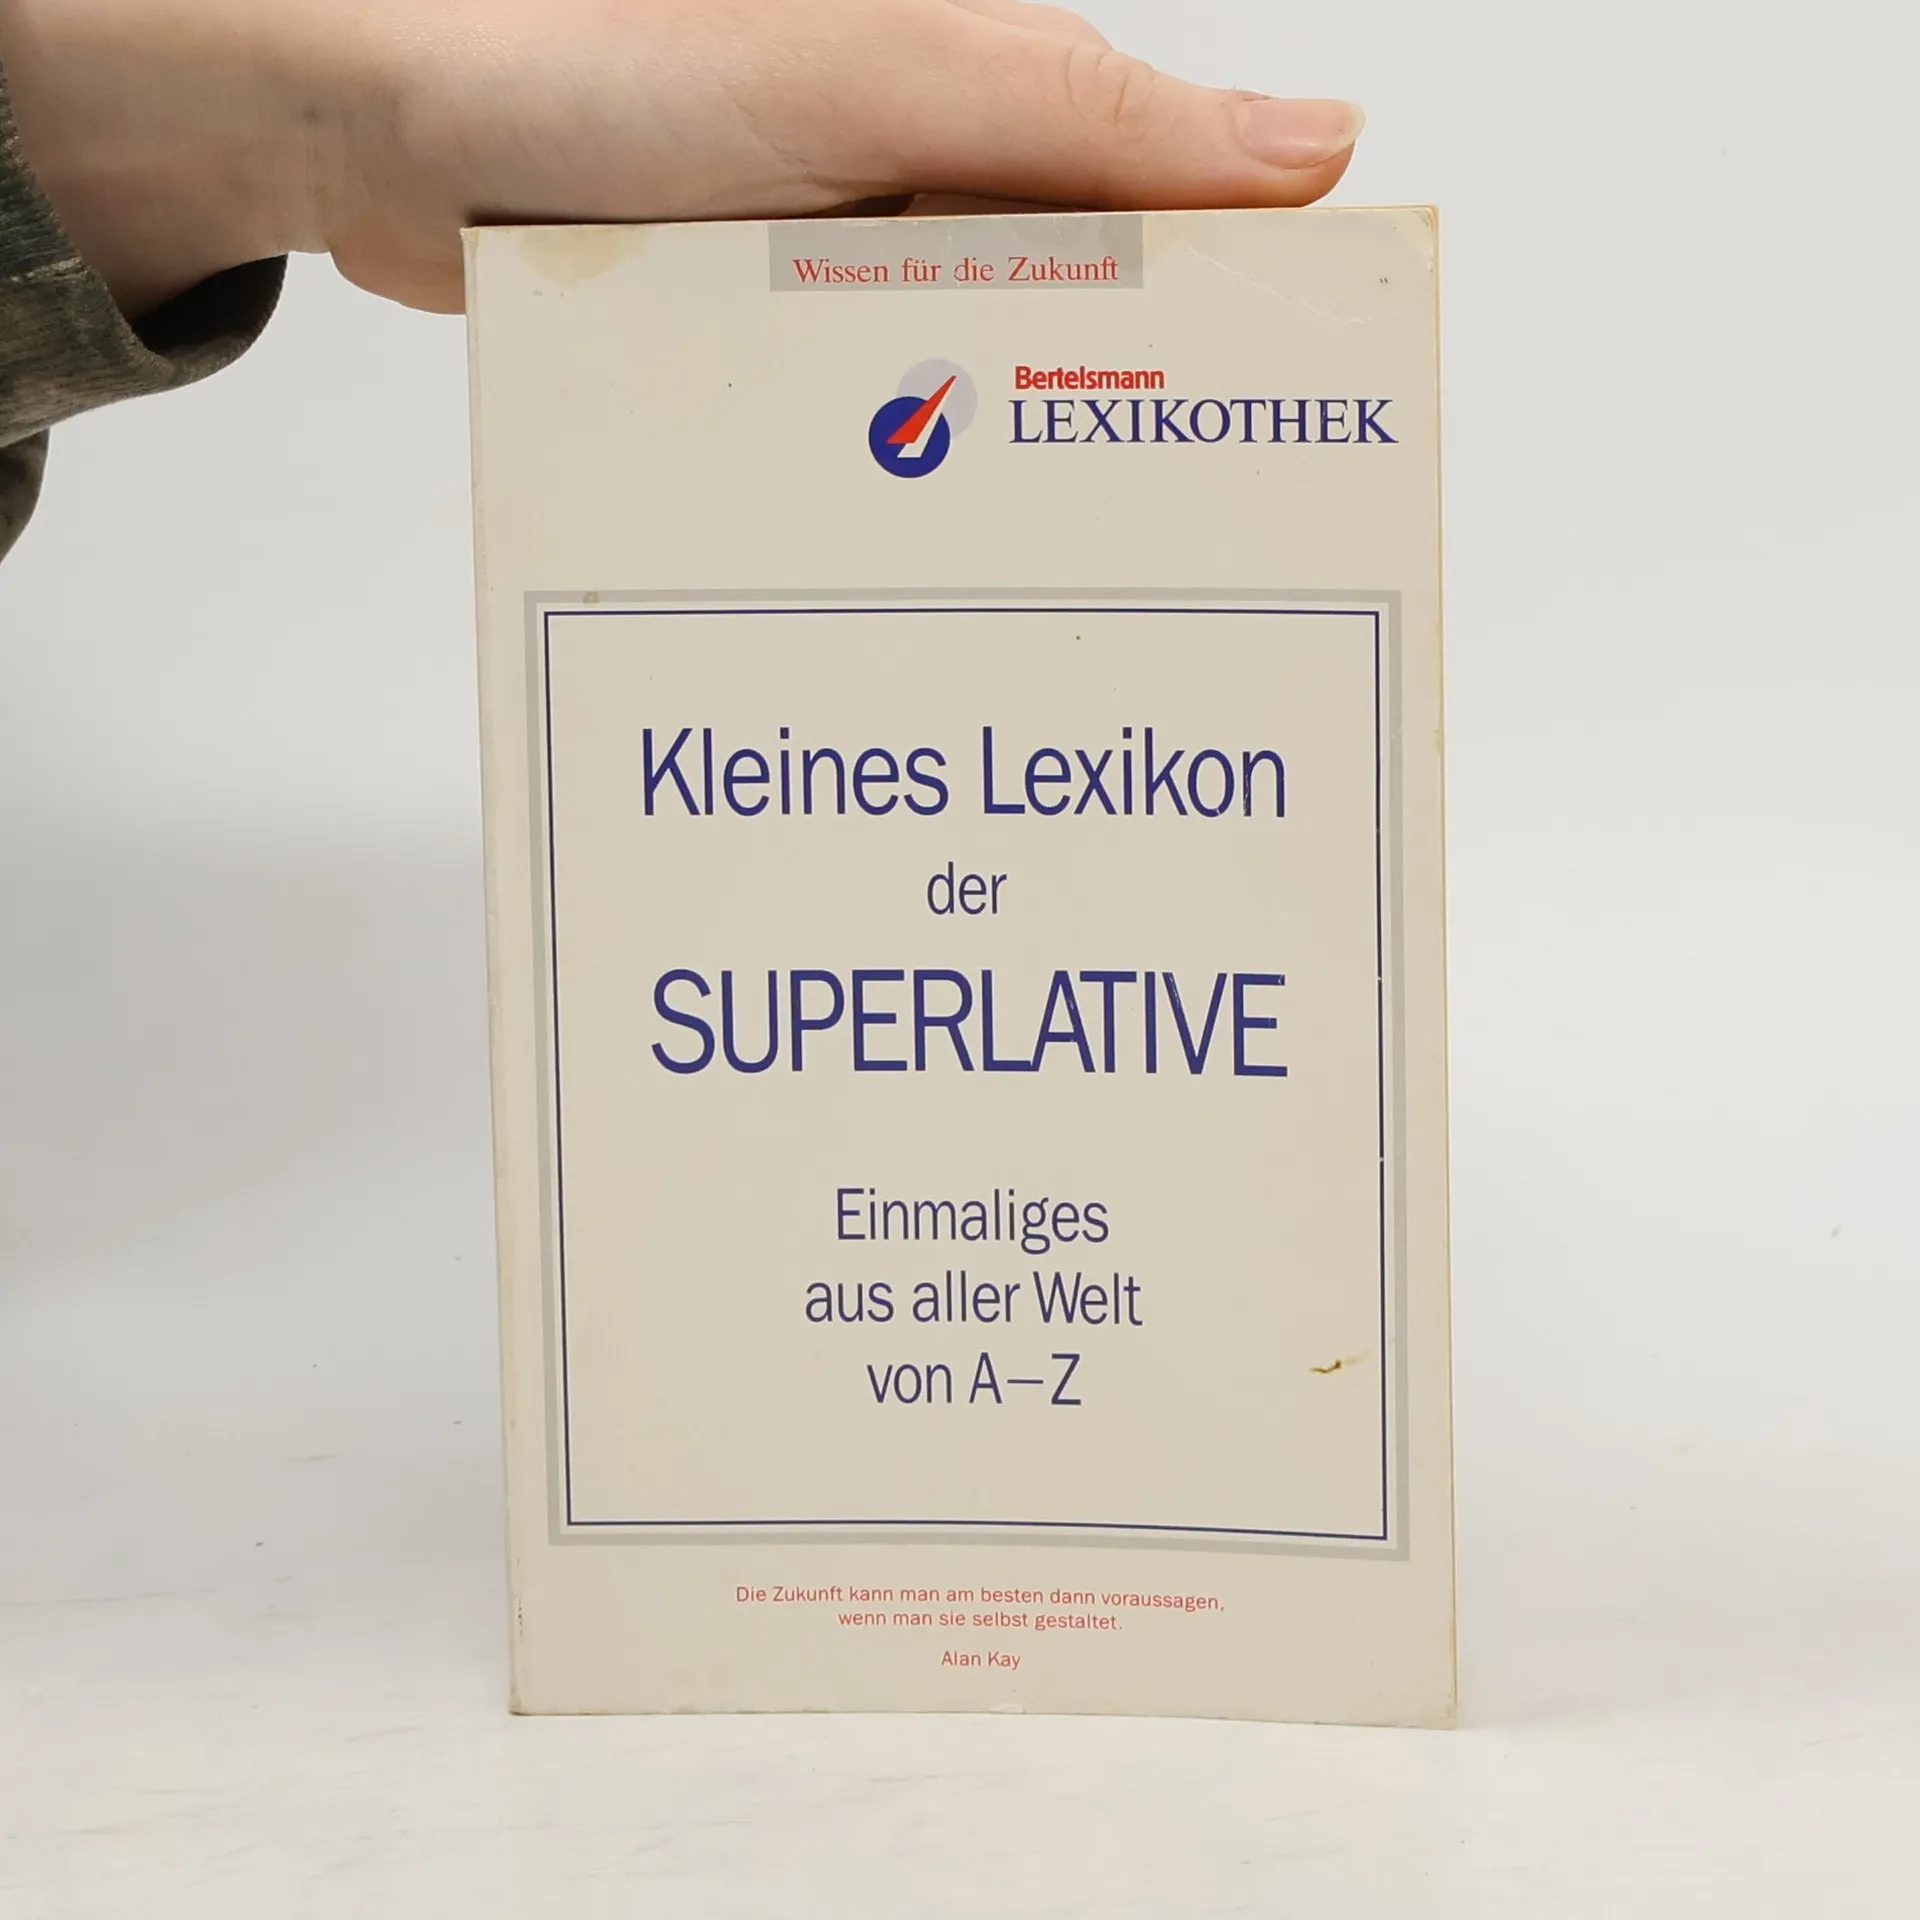 Wissen für die Zukunft
Bertelsmann
LEXIKOTHEK
Kleines Lexikon
der
SUPERLATIVE
Einmaliges
aus aller Welt
von A—Z
Die Zukunft kann man am besten dann voraussagen,
wenn man sie selbst gestaltet.
Alan Kay